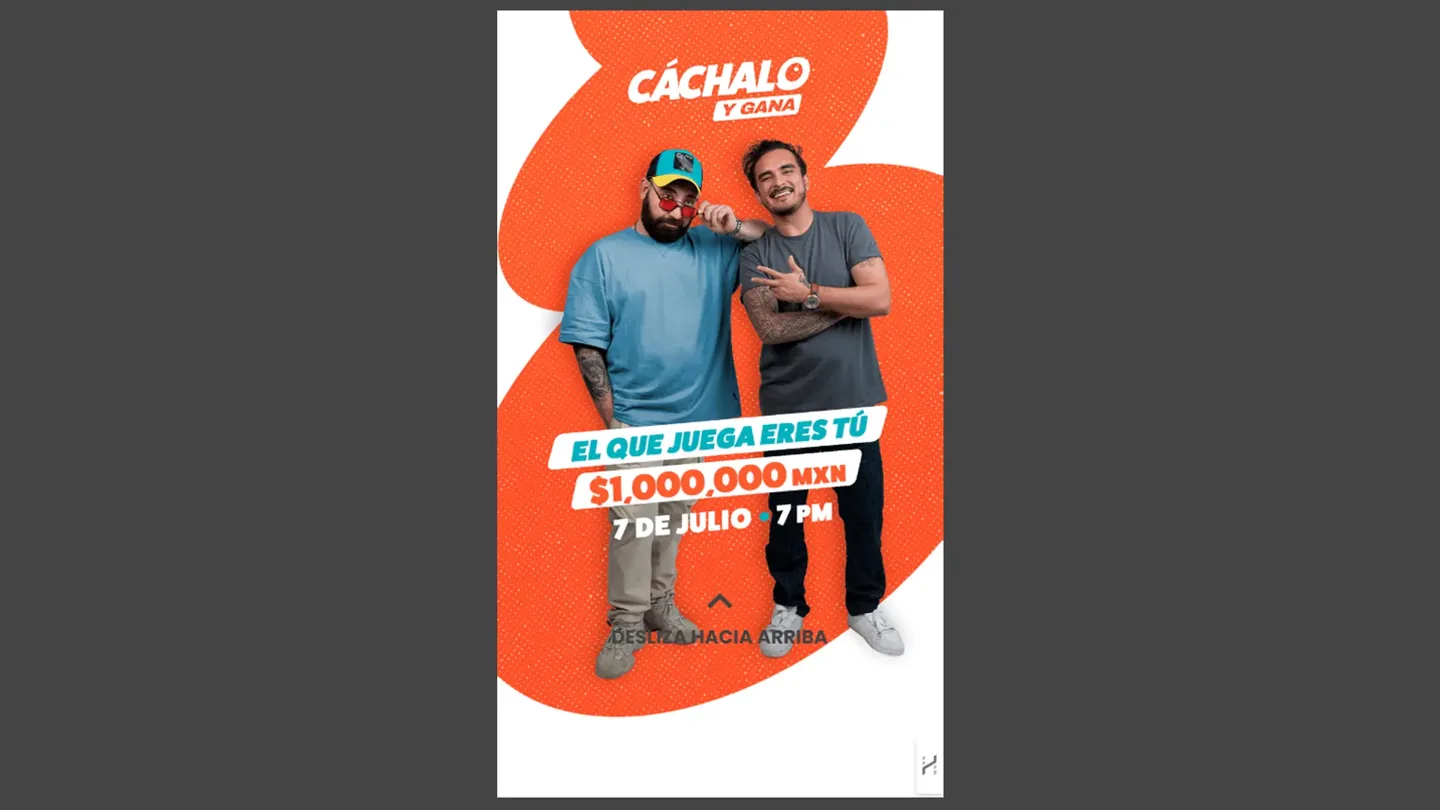 CÁCHALO
Y GANA
EL QUE JUEGA ERES TÚ
$1,000,000 MXN
7 DE JULIO • 7 PM
DESLIZA HACIA ARRIBA